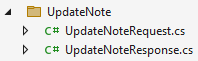 UpdateNote
C# UpdateNoteRequest.cs
C# UpdateNoteResponse.cs